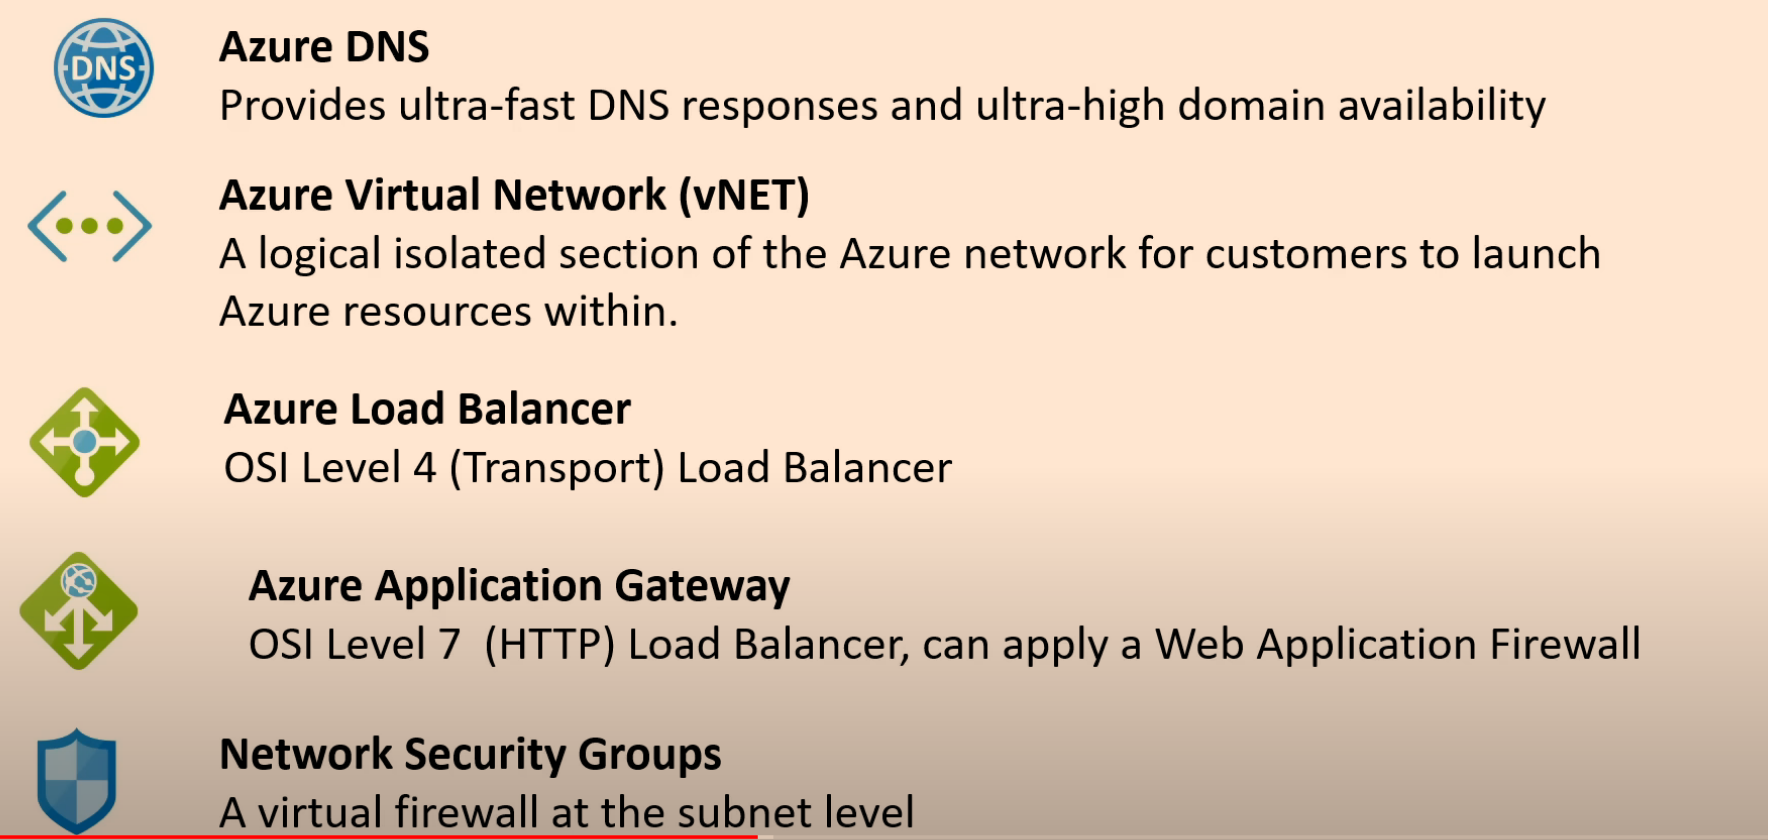 DNS
Azure DNS
Provides ultra-fast DNS responses and ultra-high domain availability
Azure Virtual Network (vNET)
A logical isolated section of the Azure network for customers to launch
Azure resources within.
Azure Load Balancer
OSI Level 4 (Transport) Load Balancer
Azure Application Gateway
OSI Level 7 (HTTP) Load Balancer, can apply a Web Application Firewall
Network Security Groups
A virtual firewall at the subnet level